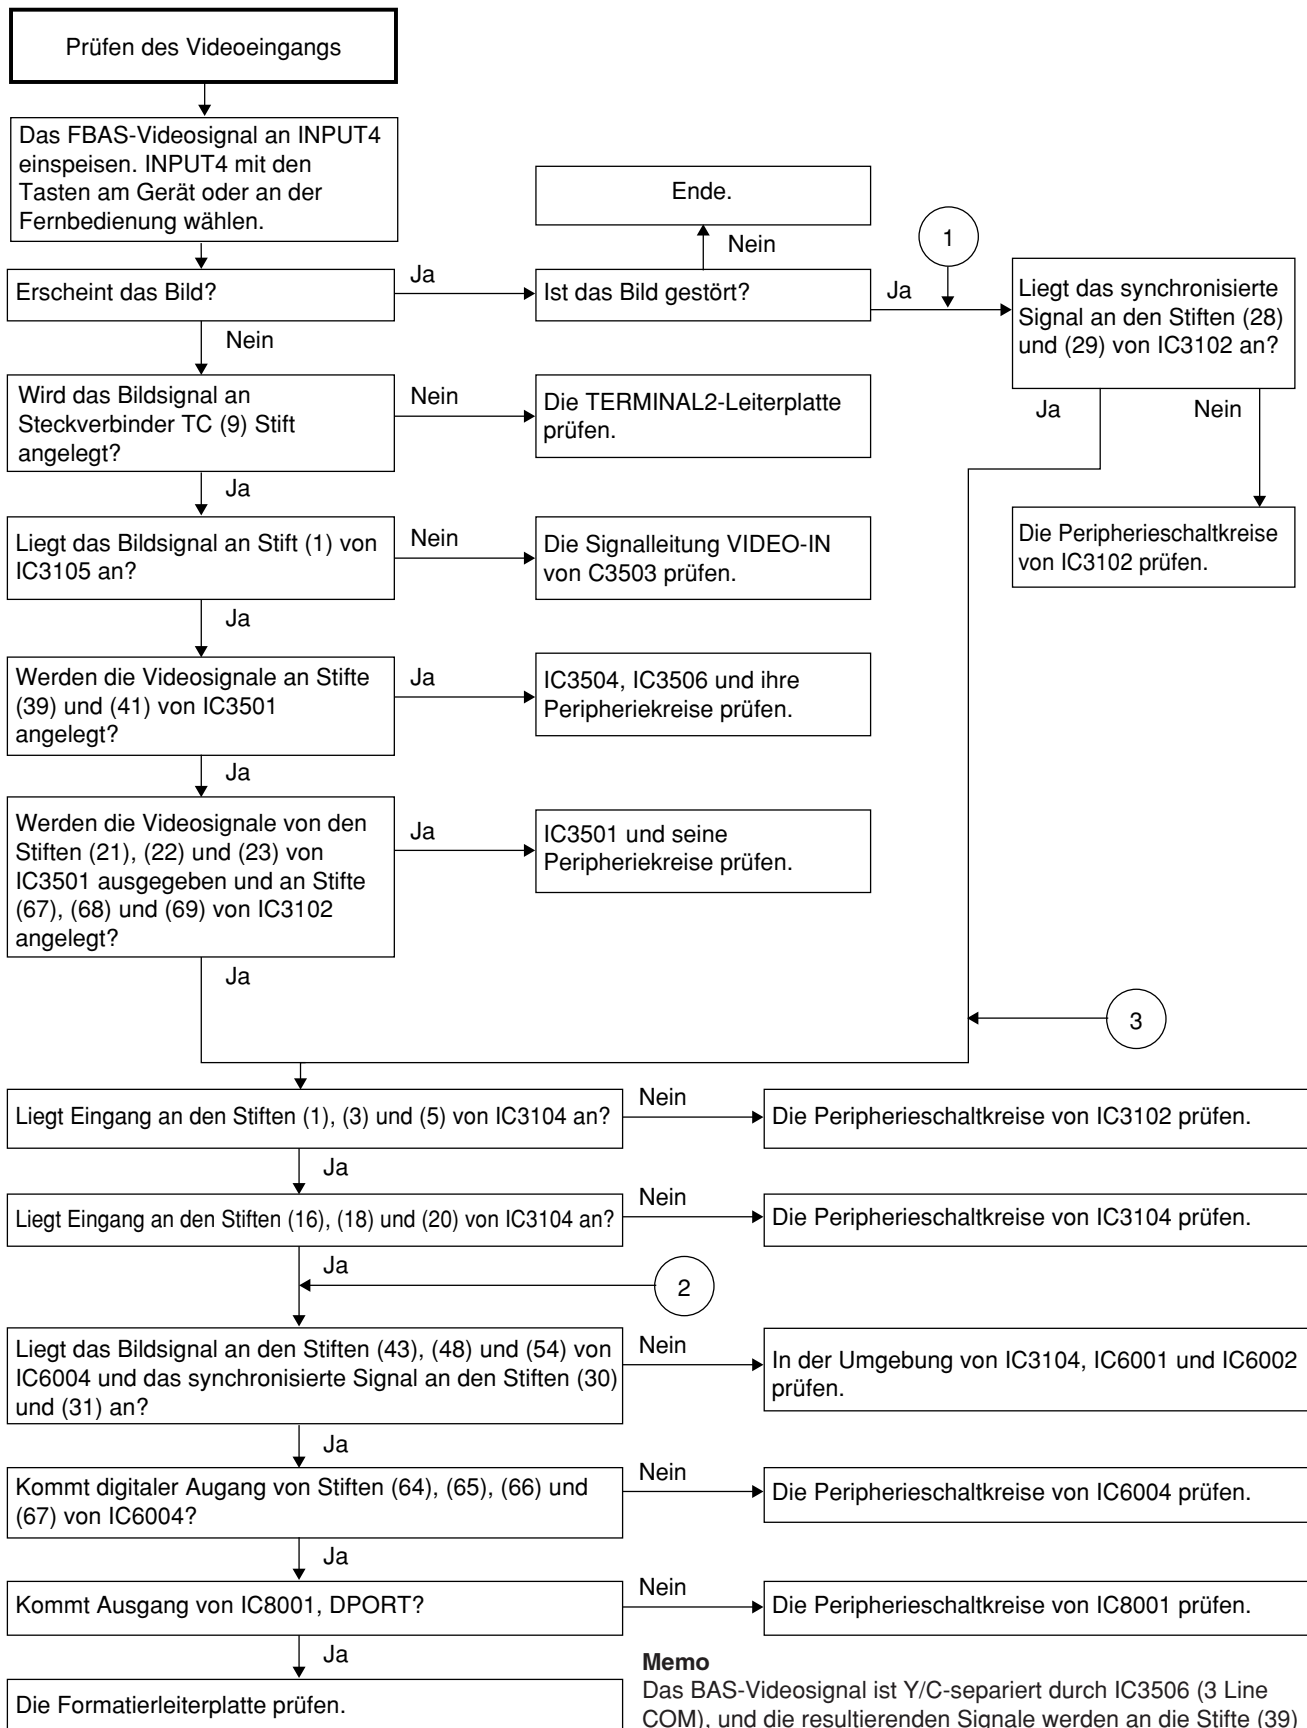 Prüfen des Videoeingangs
Das FBAS-Videosignal an INPUT4
einspeisen. INPUT4 mit den
Tasten am Gerät oder an der
Fernbedienung wählen.
Erscheint das Bild?
Ja
Ist das Bild gestört?
Nein
Ende.
Ja
1
Liegt das synchronisierte
Signal an den Stiften (28)
und (29) von IC3102 an?
Ja
Nein
Die Peripherieschaltkreise
von IC3102 prüfen.
Nein
Wird das Bildsignal an
Steckverbinder TC (9) Stift
angelegt?
Nein
Die TERMINAL2-Leiterplatte
prüfen.
Ja
Liegt das Bildsignal an Stift (1) von
IC3105 an?
Nein
Die Signalleitung VIDEO-IN
von C3503 prüfen.
Ja
Werden die Videosignale an Stifte
(39) und (41) von IC3501
angelegt?
Ja
IC3504, IC3506 und ihre
Peripheriekreise prüfen.
Ja
Werden die Videosignale von den
Stiften (21), (22) und (23) von
IC3501 ausgegeben und an Stifte
(67), (68) und (69) von IC3102
angelegt?
Ja
IC3501 und seine
Peripheriekreise prüfen.
Ja
3
Liegt Eingang an den Stiften (1), (3) und (5) von IC3104 an?
Nein
Die Peripherieschaltkreise von IC3102 prüfen.
Ja
Liegt Eingang an den Stiften (16), (18) und (20) von IC3104 an?
Nein
Die Peripherieschaltkreise von IC3104 prüfen.
Ja
2
Liegt das Bildsignal an den Stiften (43), (48) und (54) von
IC6004 und das synchronisierte Signal an den Stiften (30)
und (31) an?
Nein
In der Umgebung von IC3104, IC6001 und IC6002
prüfen.
Ja
Kommt digitaler Augang von Stiften (64), (65), (66) und
(67) von IC6004?
Nein
Die Peripherieschaltkreise von IC6004 prüfen.
Ja
Kommt Ausgang von IC8001, DPORT?
Nein
Die Peripherieschaltkreise von IC8001 prüfen.
Ja
Die Formatierleiterplatte prüfen.
Memo
Das BAS-Videosignal ist Y/C-separiert durch IC3506 (3 Line
COM), und die resultierenden Signale werden an die Stifte (39)